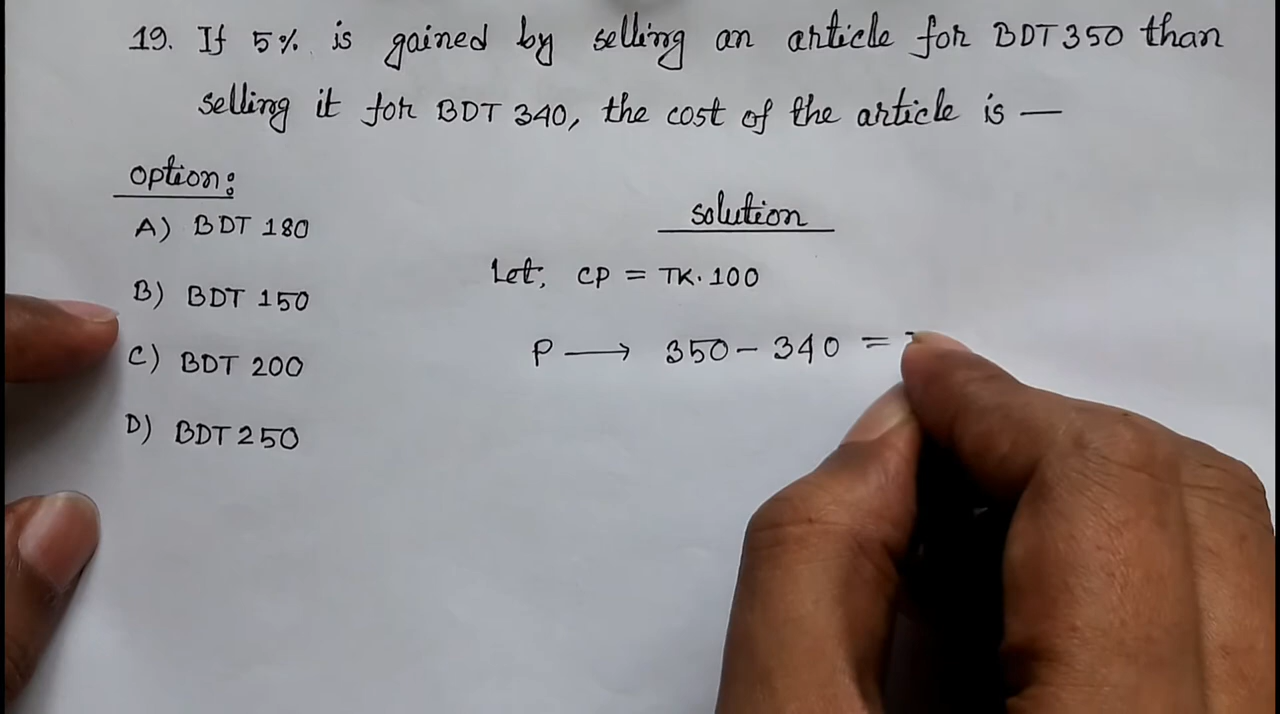 19. If 5% is gained by selling an article for BDT 350 than
selling it for BDT 340, the cost of the article is —
option:
A) BDT 180
B) BDT 150
C) BDT 200
D) BDT 250
solution
Let, CP = TK. 100
P ⟶ 350 - 340 =